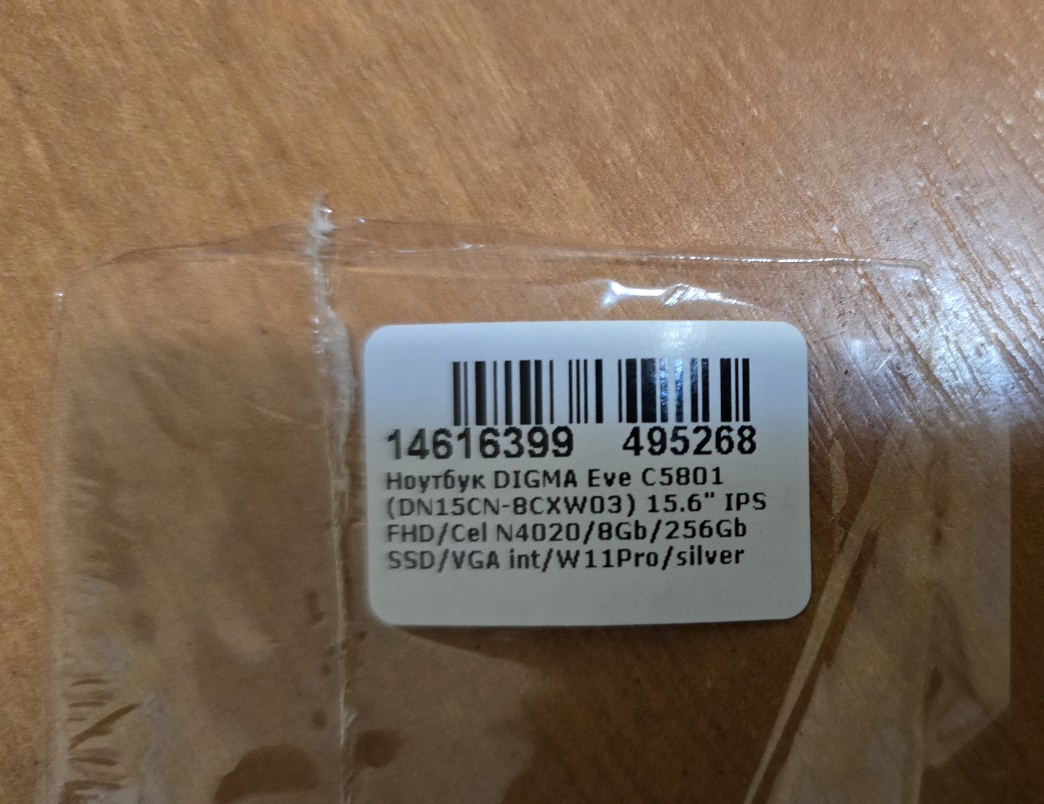 14616399 495268
Ноутбук DIGMA Eve C5801
(DN15CN-8CXW03) 15.6" IPS
FHD/Cel N4020/8Gb/256Gb
SSD/VGA int/W11Pro/silver